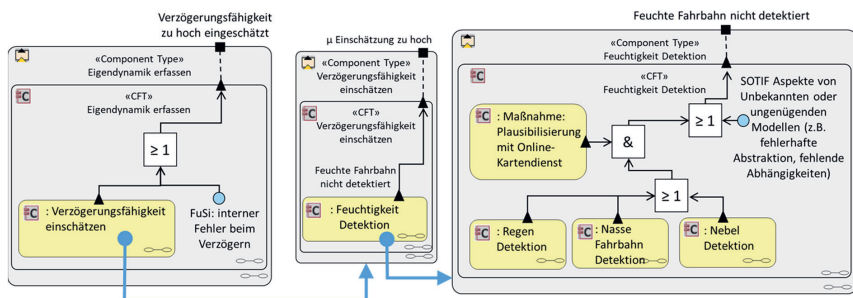 Verzögerungsfähigkeit
zu hoch eingeschätzt
«Component Type»
Eigendynamik erfassen
«CFT»
Eigendynamik erfassen
≥ 1
: Verzögerungsfähigkeit
einschätzen
FuSi: interner
Fehler beim
Verzögern
µ Einschätzung zu hoch
«Component Type»
Verzögerungsfähigkeit
einschätzen
«CFT»
Verzögerungsfähigkeit
einschätzen
Feuchte Fahrbahn
nicht detektiert
: Feuchtigkeit
Detektion
Feuchte Fahrbahn nicht detektiert
«Component Type»
Feuchtigkeit Detektion
«CFT»
Feuchtigkeit Detektion
: Maßnahme:
Plausibilisierung
mit Online-
Kartendienst
&
≥ 1
SOTIF Aspekte von
Unbekannten oder
ungenügenden
Modellen (z.B.
fehlerhafte
Abstraktion, fehlende
Abhängigkeiten)
≥ 1
: Regen
Detektion
: Nasse
Fahrbahn
Detektion
: Nebel
Detektion